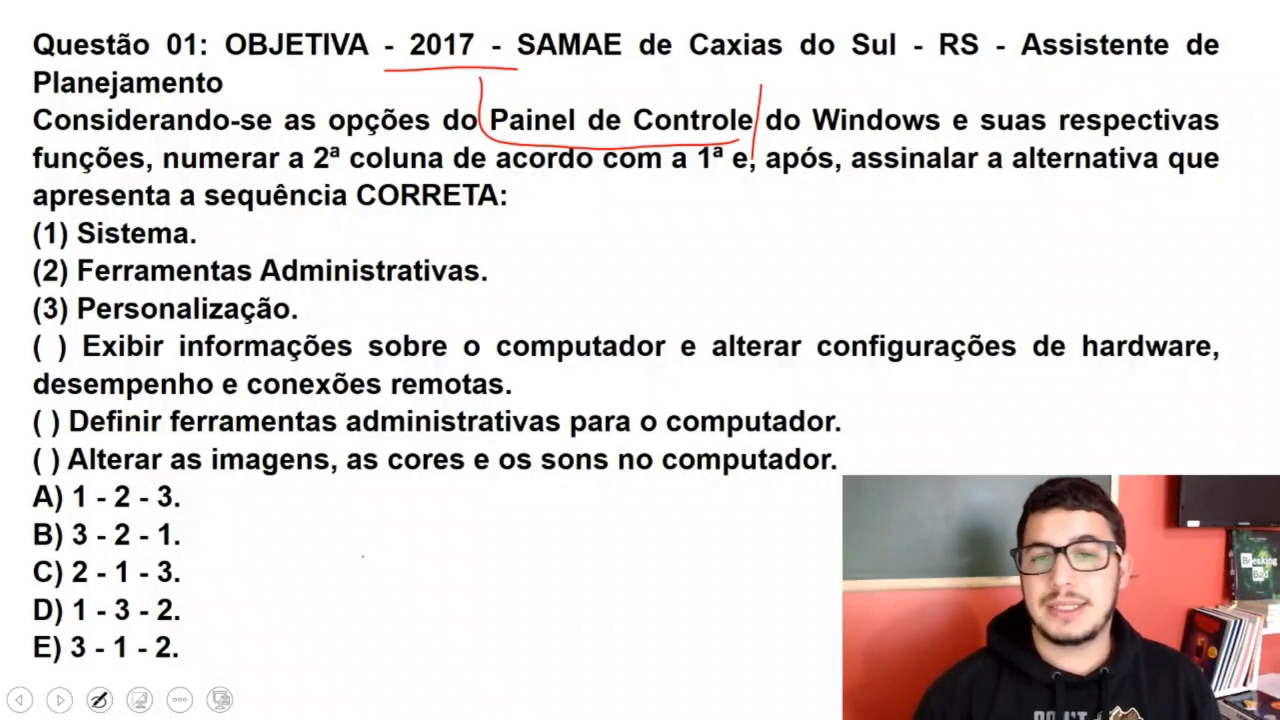 Questão 01: OBJETIVA - 2017 - SAMAE de Caxias do Sul - RS - Assistente de
Planejamento
Considerando-se as opções do Painel de Controle do Windows e suas respectivas
funções, numerar a 2ª coluna de acordo com a 1ª e, após, assinalar a alternativa que
apresenta a sequência CORRETA:
(1) Sistema.
(2) Ferramentas Administrativas.
(3) Personalização.
( ) Exibir informações sobre o computador e alterar configurações de hardware,
desempenho e conexões remotas.
( ) Definir ferramentas administrativas para o computador.
( ) Alterar as imagens, as cores e os sons no computador.
A) 1 - 2 - 3.
B) 3 - 2 - 1.
C) 2 - 1 - 3.
D) 1 - 3 - 2.
E) 3 - 1 - 2.
Breaking
Bad